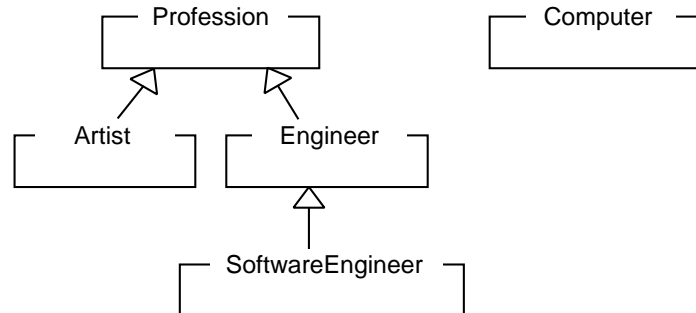 Profession
Computer
Artist
Engineer
SoftwareEngineer